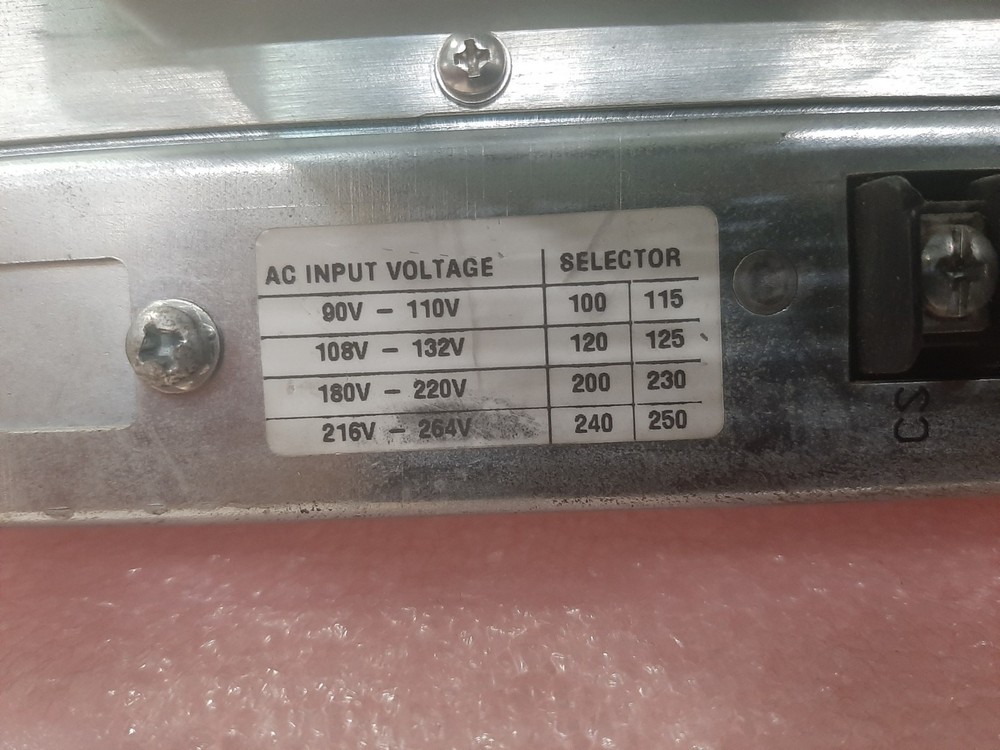 AC INPUT VOLTAGE SELECTOR
90V – 110V 100 115
108V – 132V 120 125
180V – 220V 200 230
216V – 264V 240 250
CS